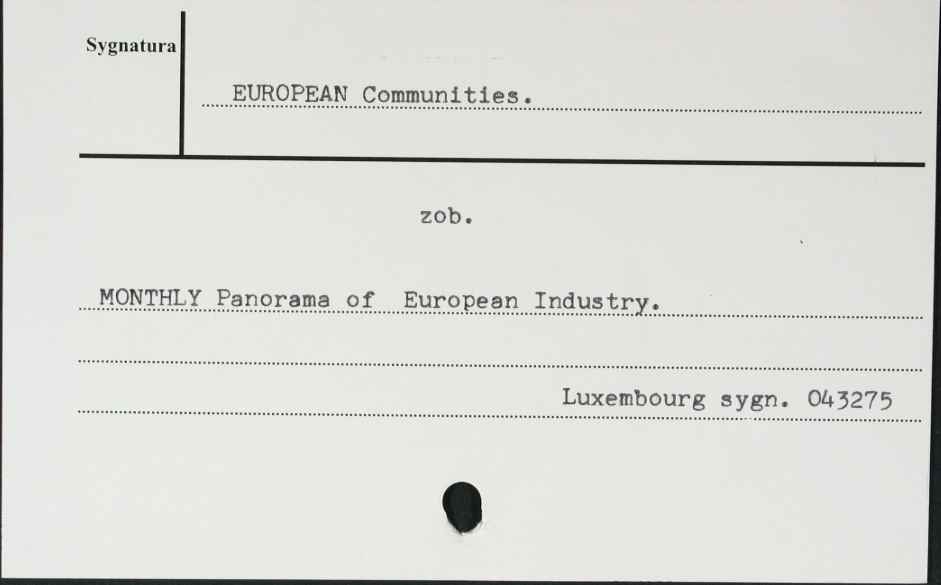 Sygnatura
EUROPEAN Communities.
zob.
MONTHLY Panorama of European Industry.
Luxembourg sygn. 043275